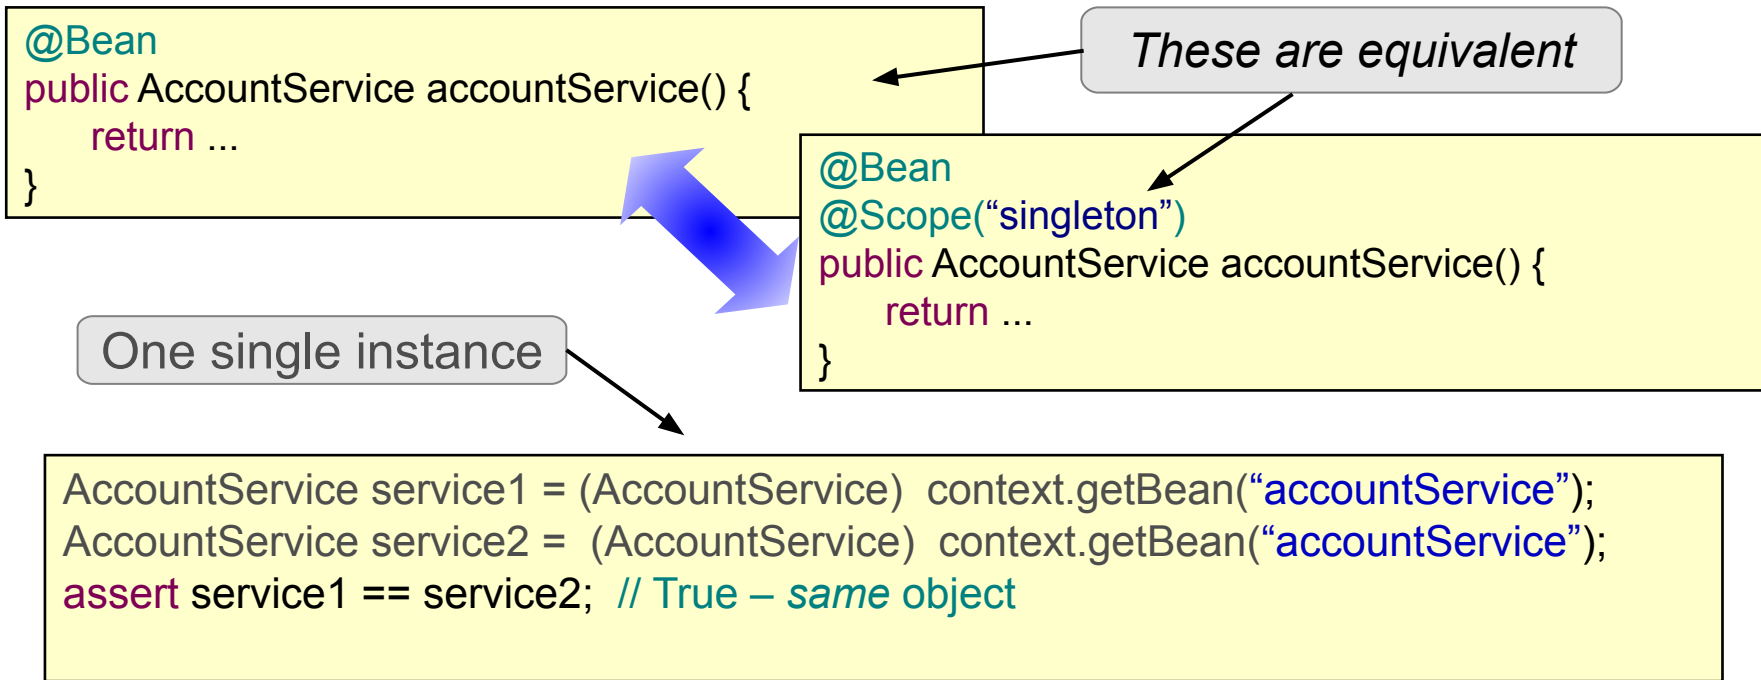 @Bean
public AccountService accountService() {
return ...
}
These are equivalent
@Bean
@Scope(“singleton”)
public AccountService accountService() {
return ...
}
One single instance
AccountService service1 = (AccountService)  context.getBean(“accountService”);
AccountService service2 =  (AccountService)  context.getBean(“accountService”);
assert service1 == service2;  // True – same object